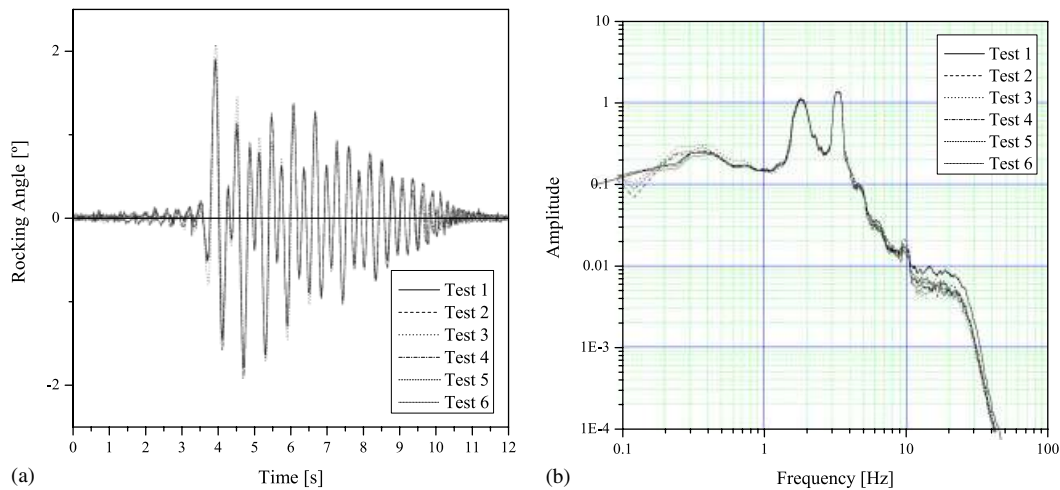 2
0
-2
Rocking Angle [º]
0 1 2 3 4 5 6 7 8 9 10 11 12
Time [s]
Test 1
Test 2
Test 3
Test 4
Test 5
Test 6
(a)
10
1
0.1
0.01
1E-3
1E-4
Amplitude
0.1 1 10 100
Frequency [Hz]
Test 1
Test 2
Test 3
Test 4
Test 5
Test 6
(b)